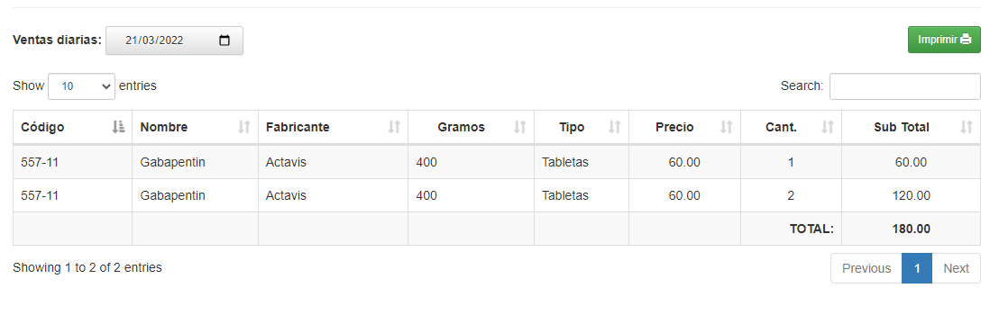 Ventas diarias: 21/03/2022 Imprimir
Show 10 entries Search:
Código Nombre Fabricante Gramos Tipo Precio Cant. Sub Total
557-11 Gabapentin Actavis 400 Tabletas 60.00 1 60.00
557-11 Gabapentin Actavis 400 Tabletas 60.00 2 120.00
TOTAL: 180.00
Showing 1 to 2 of 2 entries Previous 1 Next